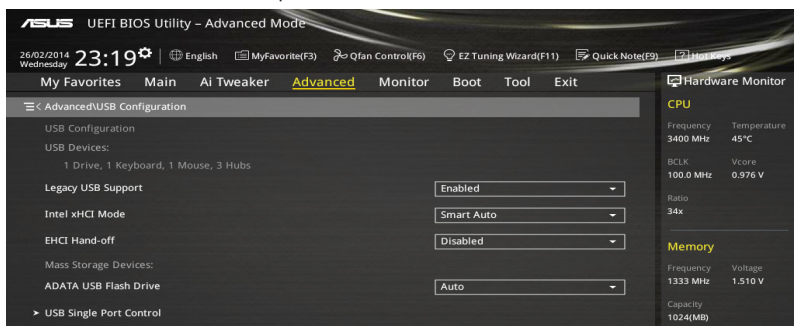 ASUS UEFI BIOS Utility – Advanced Mode
26/02/2014 Wednesday 23:19 English MyFavorite(F3) Qfan Control(F6) EZ Tuning Wizard(F11) Quick Note(F9) Hot Keys
My Favorites Main Ai Tweaker Advanced Monitor Boot Tool Exit
Advanced\USB Configuration
USB Configuration
USB Devices:
1 Drive, 1 Keyboard, 1 Mouse, 3 Hubs
Legacy USB Support Enabled
Intel xHCI Mode Smart Auto
EHCI Hand-off Disabled
Mass Storage Devices:
ADATA USB Flash Drive Auto
USB Single Port Control
Hardware Monitor
CPU
Frequency Temperature
3400 MHz 45°C
BCLK Vcore
100.0 MHz 0.976 V
Ratio
34x
Memory
Frequency Voltage
1333 MHz 1.510 V
Capacity
1024(MB)